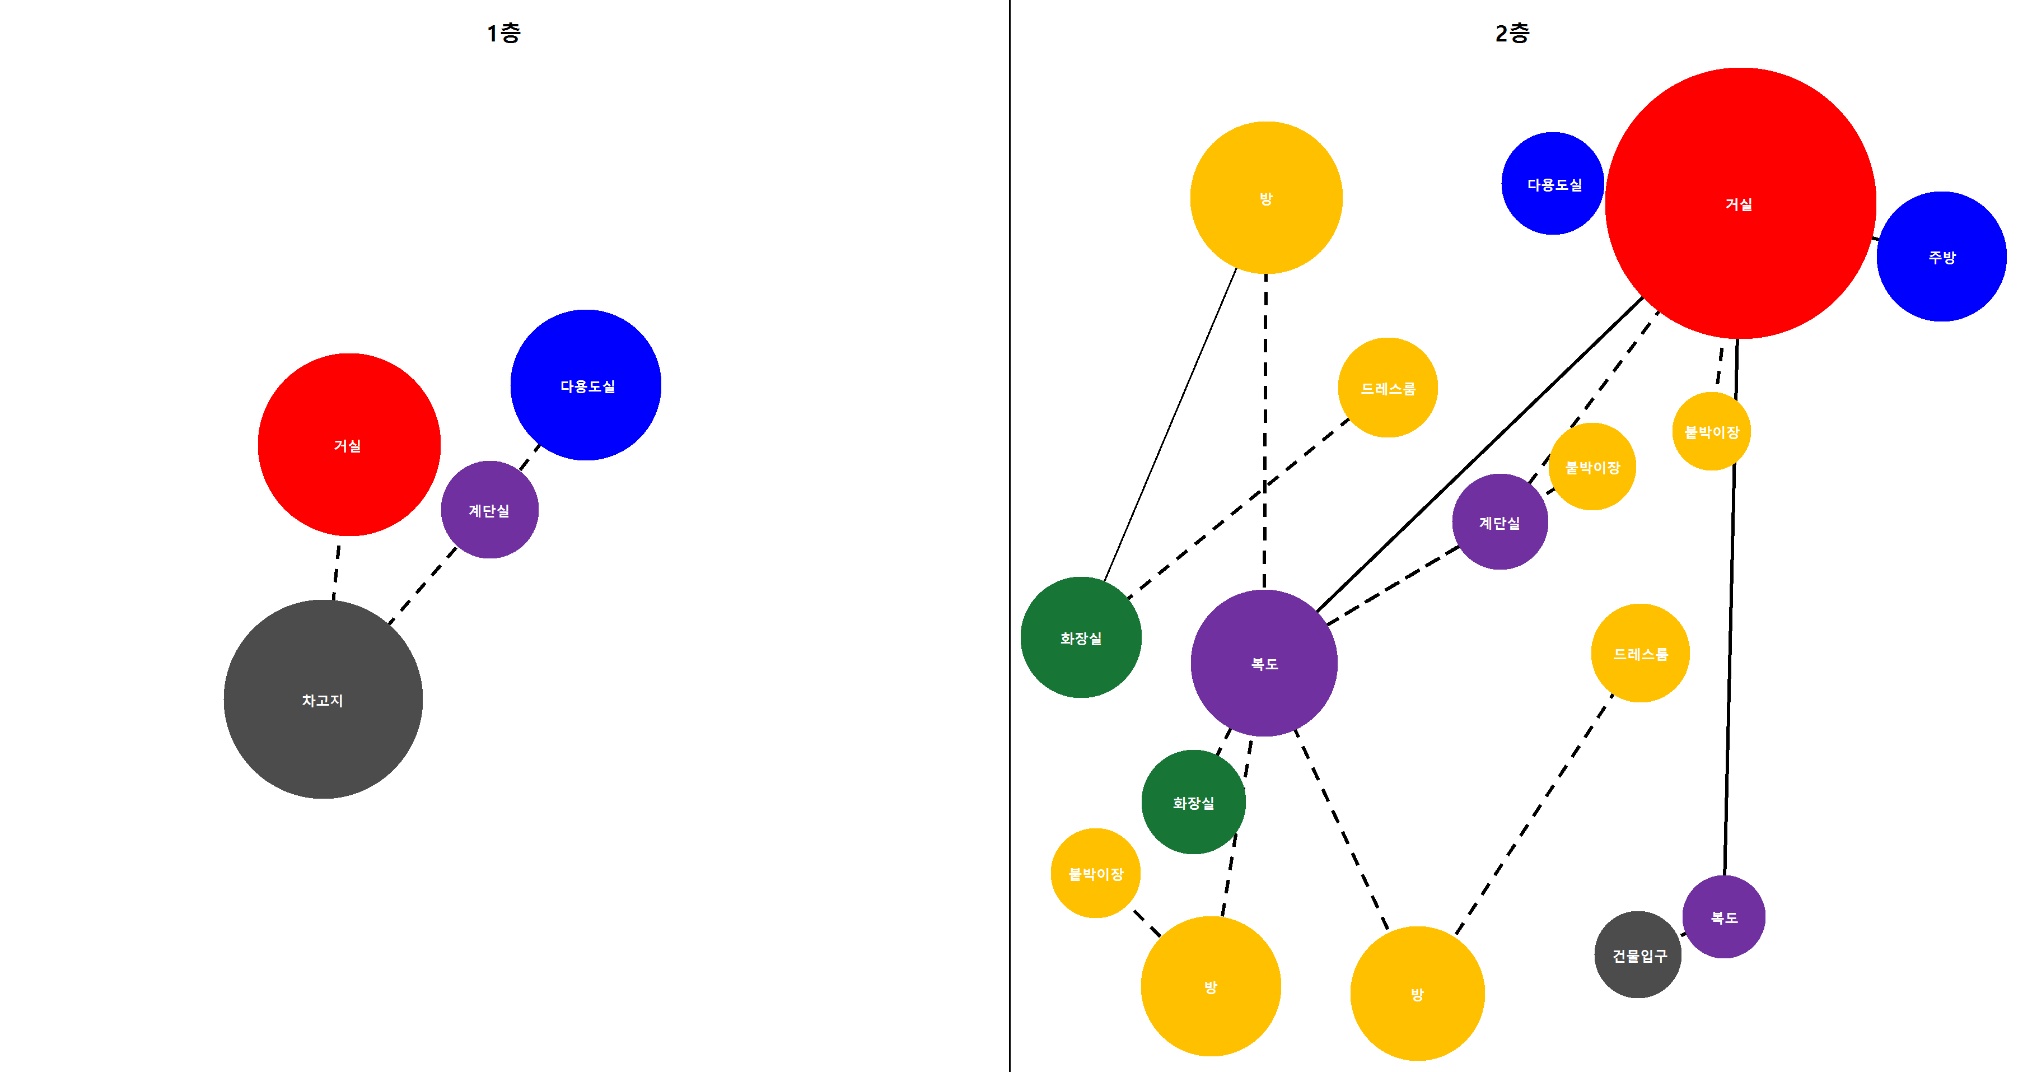 1층
거실
다용도실
계단실
차고지
2층
방
다용도실
거실
주방
드레스룸
붙박이장
붙박이장
계단실
화장실
복도
드레스룸
화장실
붙박이장
방
방
복도
건물입구